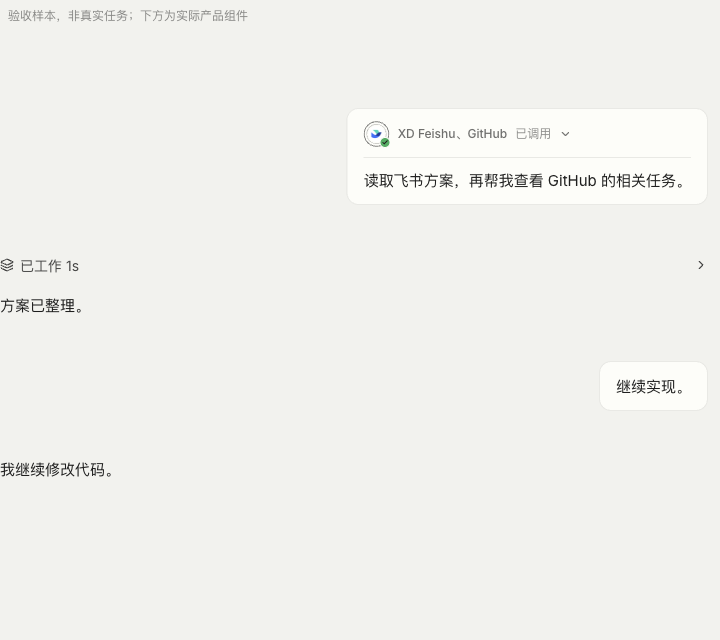 验收样本，非真实任务；下方为实际产品组件
XD Feishu、GitHub 已调用
读取飞书方案，再帮我查看 GitHub 的相关任务。
已工作 1s
方案已整理。
继续实现。
我继续修改代码。